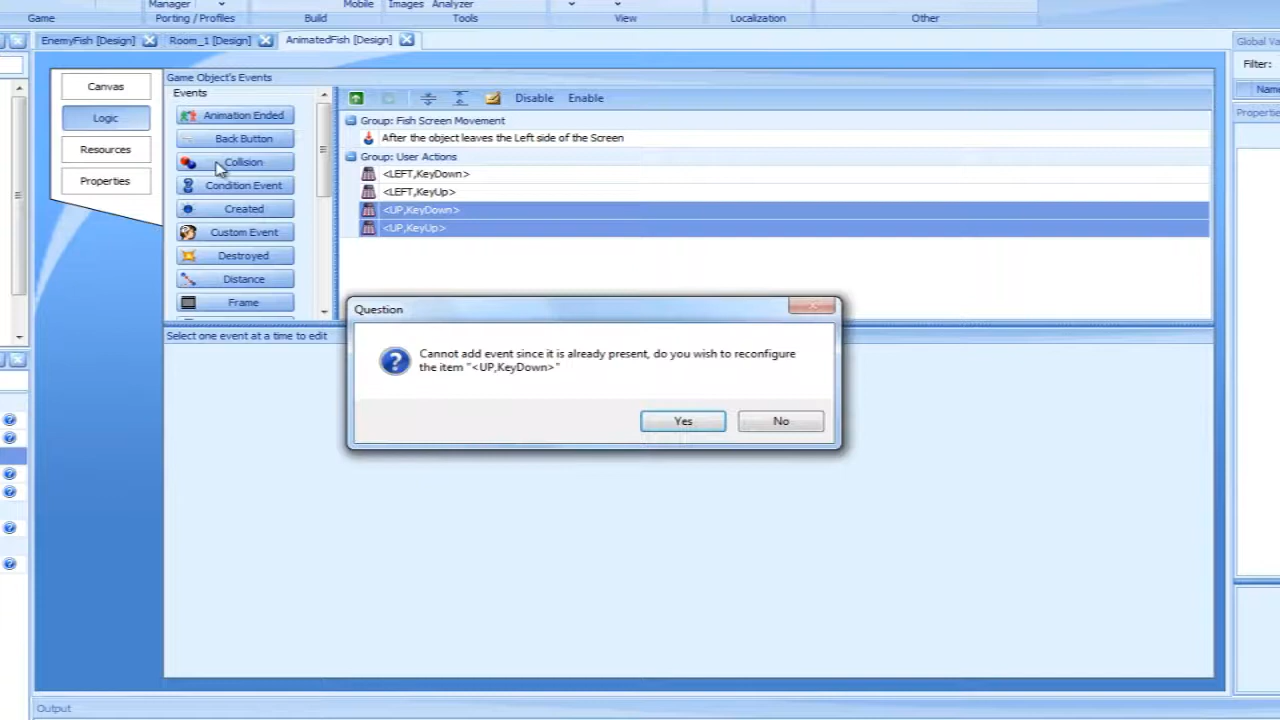 Manager Mobile Images Analyzer
Game Porting / Profiles Build Tools View Localization Other
EnemyFish [Design] Room_1 [Design] AnimatedFish [Design]
Global Va
Filter:
Name
Properties
Canvas
Logic
Resources
Properties
Game Object's Events
Events
Animation Ended
Back Button
Collision
Condition Event
Created
Custom Event
Destroyed
Distance
Frame
Disable Enable
Group: Fish Screen Movement
After the object leaves the Left side of the Screen
Group: User Actions
<LEFT,KeyDown>
<LEFT,KeyUp>
<UP,KeyDown>
<UP,KeyUp>
Select one event at a time to edit
Question
Cannot add event since it is already present, do you wish to reconfigure
the item "<UP,KeyDown>"
Yes No
Output